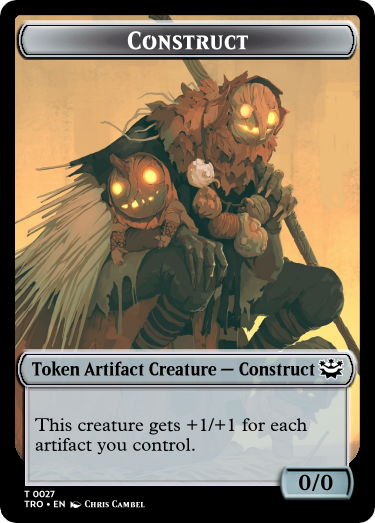 Construct
Token Artifact Creature — Construct
This creature gets +1/+1 for each
artifact you control.
0/0
T 0027
TRO • EN Chris Cambel